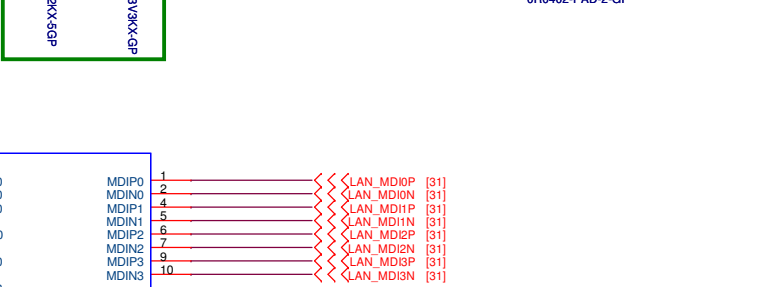 2KX-5GP
3V3KX-GP
MDIP0 1 LAN_MDI0P [31]
MDIN0 2 LAN_MDI0N [31]
MDIP1 4 LAN_MDI1P [31]
MDIN1 5 LAN_MDI1N [31]
MDIP2 6 LAN_MDI2P [31]
MDIN2 7 LAN_MDI2N [31]
MDIP3 9 LAN_MDI3P [31]
MDIN3 10 LAN_MDI3N [31]